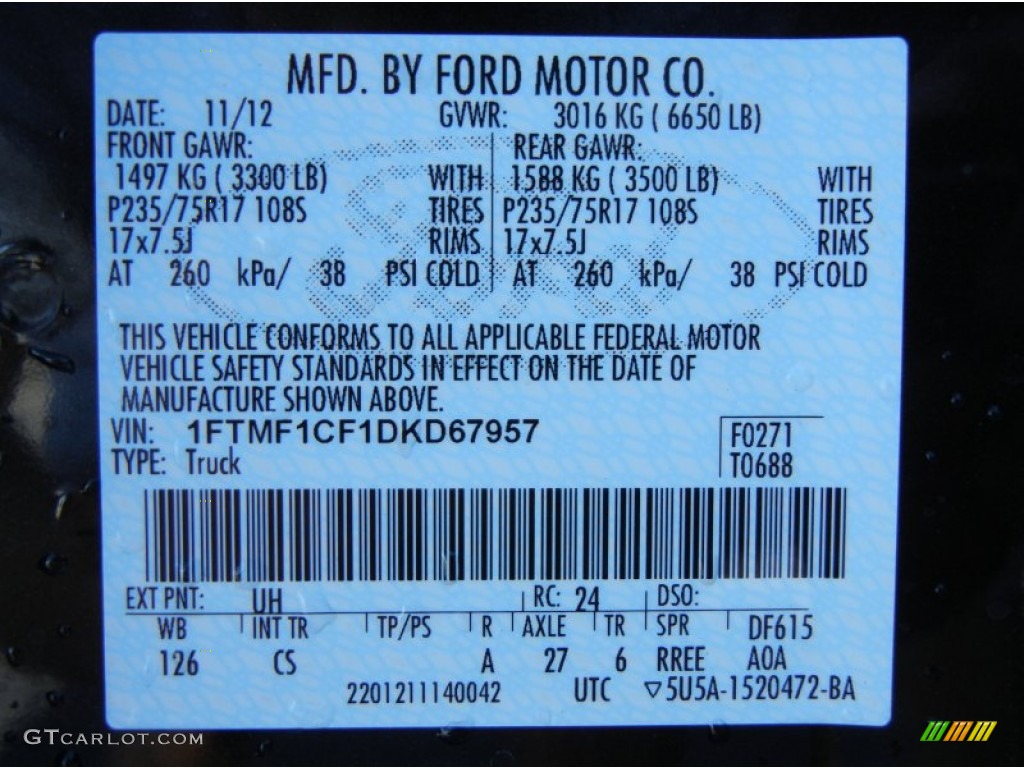 MFD. BY FORD MOTOR CO.
DATE: 11/12 GVWR: 3016 KG ( 6650 LB)
FRONT GAWR: REAR GAWR:
1497 KG ( 3300 LB) WITH 1588 KG ( 3500 LB) WITH
P235/75R17 108S TIRES P235/75R17 108S TIRES
17x7.5J RIMS 17x7.5J RIMS
AT 260 kPa/ 38 PSI COLD AT 260 kPa/ 38 PSI COLD
THIS VEHICLE CONFORMS TO ALL APPLICABLE FEDERAL MOTOR
VEHICLE SAFETY STANDARDS IN EFFECT ON THE DATE OF
MANUFACTURE SHOWN ABOVE.
VIN: 1FTMF1CF1DKD67957 F0271
TYPE: Truck T0688
EXT PNT: UH RC: 24 DSO:
WB INT TR TP/PS R AXLE TR SPR DF615
126 CS A 27 6 RREE A0A
2201211140042 UTC ▽5U5A-1520472-BA
Ford
GTCARLOT.COM